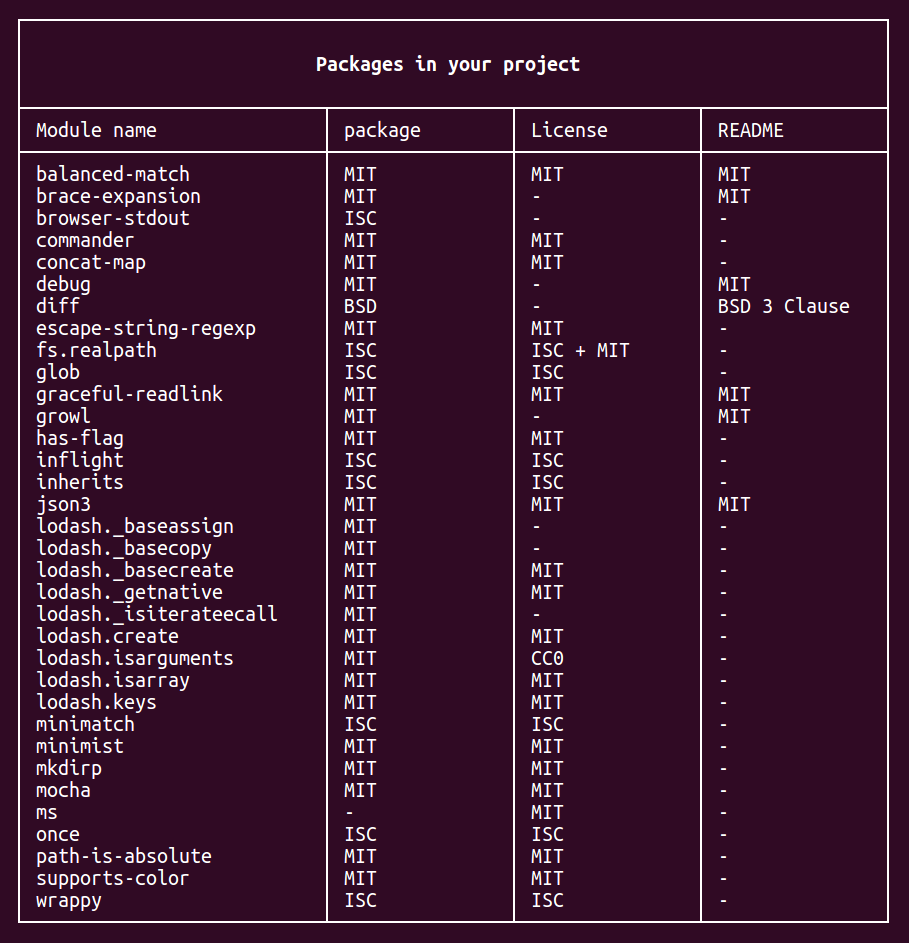 Packages in your project
Module name package License README
balanced-match MIT MIT MIT
brace-expansion MIT - MIT
browser-stdout ISC - -
commander MIT MIT -
concat-map MIT MIT -
debug MIT - MIT
diff BSD - BSD 3 Clause
escape-string-regexp MIT MIT -
fs.realpath ISC ISC + MIT -
glob ISC ISC -
graceful-readlink MIT MIT MIT
growl MIT - MIT
has-flag MIT MIT -
inflight ISC ISC -
inherits ISC ISC -
json3 MIT MIT MIT
lodash._baseassign MIT - -
lodash._basecopy MIT - -
lodash._basecreate MIT MIT -
lodash._getnative MIT MIT -
lodash._isiterateecall MIT - -
lodash.create MIT MIT -
lodash.isarguments MIT CC0 -
lodash.isarray MIT MIT -
lodash.keys MIT MIT -
minimatch ISC ISC -
minimist MIT MIT -
mkdirp MIT MIT -
mocha MIT MIT -
ms - MIT -
once ISC ISC -
path-is-absolute MIT MIT -
supports-color MIT MIT -
wrappy ISC ISC -